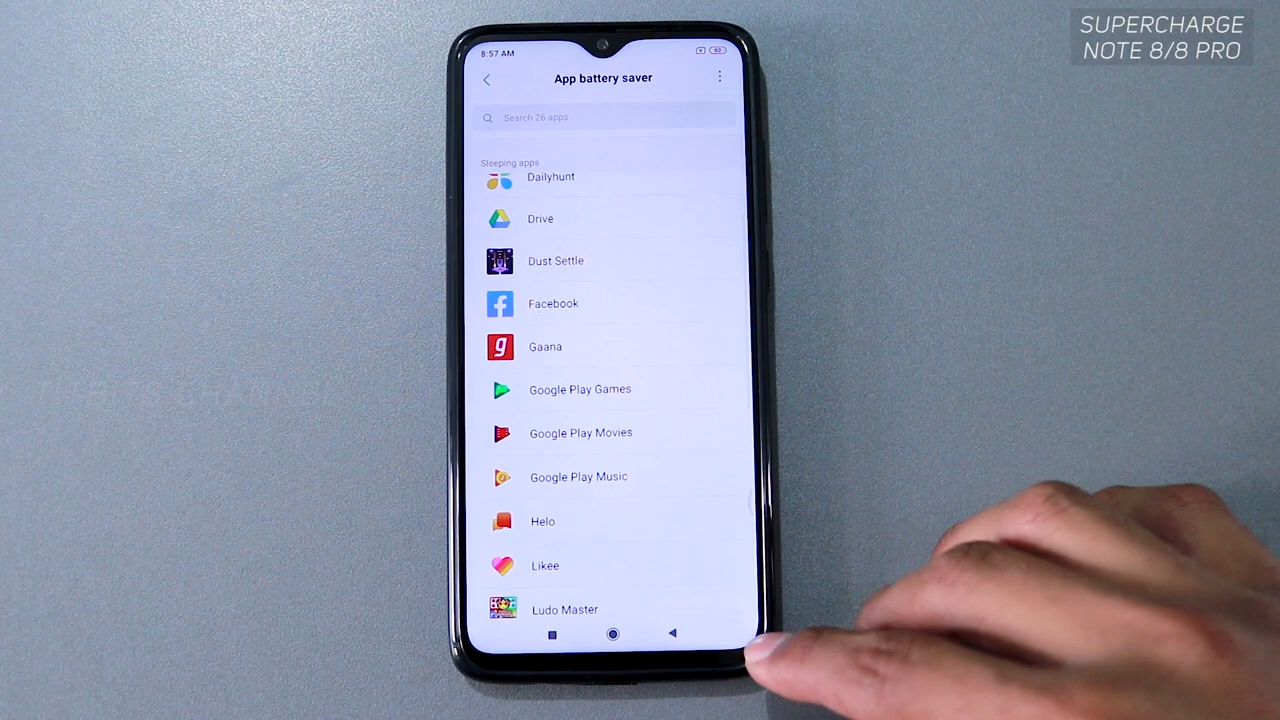 SUPERCHARGE
NOTE 8/8 PRO
8:57 AM
App battery saver
Search 26 apps
Sleeping apps
Dailyhunt
Drive
Dust Settle
Facebook
Gaana
Google Play Games
Google Play Movies
Google Play Music
Helo
Likee
Ludo Master